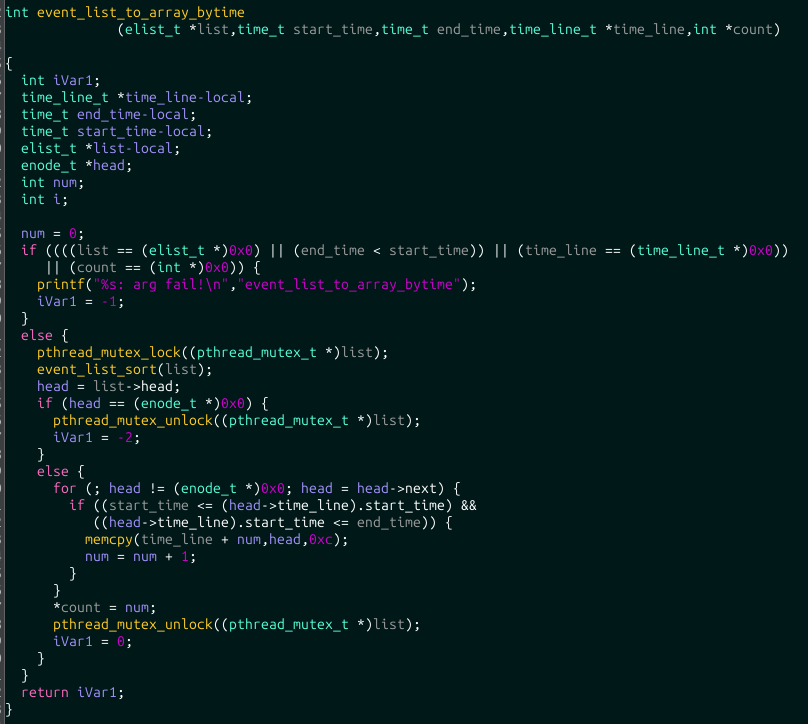 int event_list_to_array_bytime
(elist_t *list,time_t start_time,time_t end_time,time_line_t *time_line,int *count)
{
int iVar1;
time_line_t *time_line-local;
time_t end_time-local;
time_t start_time-local;
elist_t *list-local;
enode_t *head;
int num;
int i;
num = 0;
if ((((list == (elist_t *)0x0) || (end_time < start_time)) || (time_line == (time_line_t *)0x0))
|| (count == (int *)0x0)) {
printf("%s: arg fail!\n","event_list_to_array_bytime");
iVar1 = -1;
}
else {
pthread_mutex_lock((pthread_mutex_t *)list);
event_list_sort(list);
head = list->head;
if (head == (enode_t *)0x0) {
pthread_mutex_unlock((pthread_mutex_t *)list);
iVar1 = -2;
}
else {
for (; head != (enode_t *)0x0; head = head->next) {
if ((start_time <= (head->time_line).start_time) &&
((head->time_line).start_time <= end_time)) {
memcpy(time_line + num,head,0xc);
num = num + 1;
}
}
*count = num;
pthread_mutex_unlock((pthread_mutex_t *)list);
iVar1 = 0;
}
}
return iVar1;
}